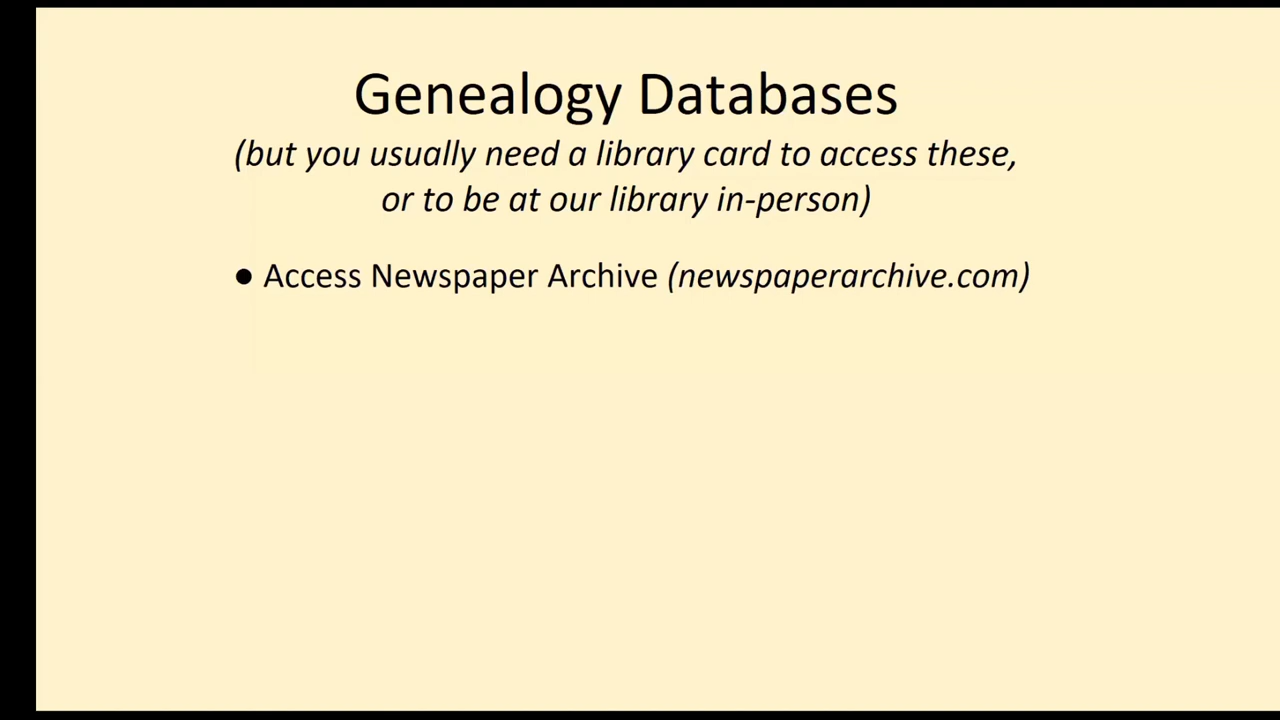 Genealogy Databases
(but you usually need a library card to access these,
or to be at our library in-person)
● Access Newspaper Archive (newspaperarchive.com)